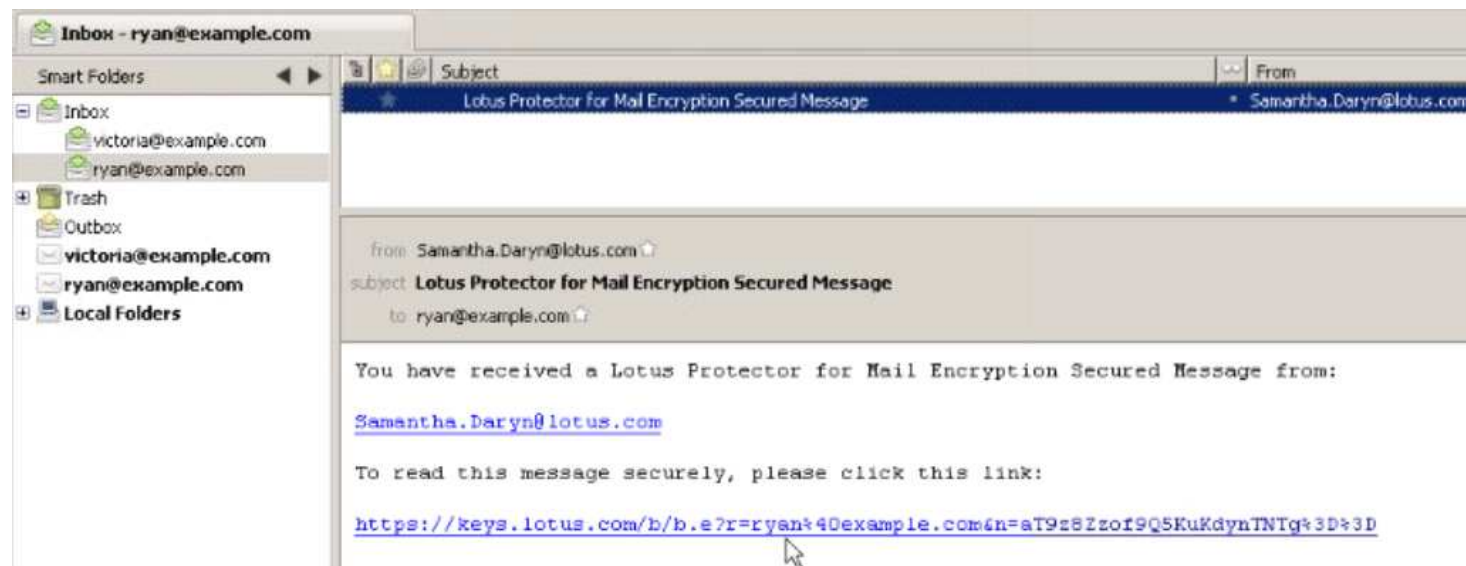 Inbox - ryan@example.com
Smart Folders
Subject
From
Inbox
Lotus Protector for Mail Encryption Secured Message
Samantha.Daryn@lotus.com
victoria@example.com
ryan@example.com
Trash
Outbox
victoria@example.com
ryan@example.com
Local Folders
from Samantha.Daryn@lotus.com
subject Lotus Protector for Mail Encryption Secured Message
to ryan@example.com
You have received a Lotus Protector for Mail Encryption Secured Message from:
Samantha.Daryn@lotus.com
To read this message securely, please click this link:
https://keys.lotus.com/b/b.e?r=ryan%40example.com&n=aT9z8Zzof9Q5KuKdynTNTg%3D%3D